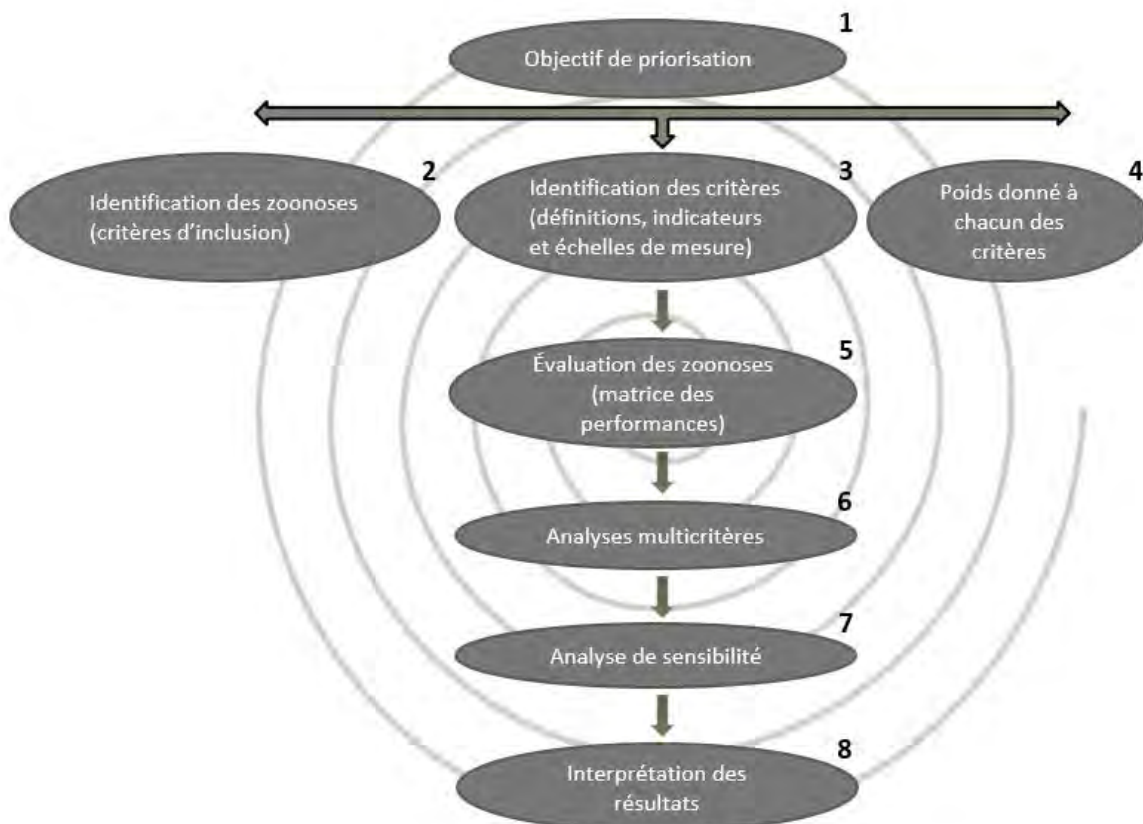 1
Objectif de priorisation
2
Identification des zoonoses
(critères d'inclusion)
3
Identification des critères
(définitions, indicateurs
et échelles de mesure)
4
Poids donné à
chacun des
critères
5
Évaluation des zoonoses
(matrice des
performances)
6
Analyses multicritères
7
Analyse de sensibilité
8
Interprétation des
résultats